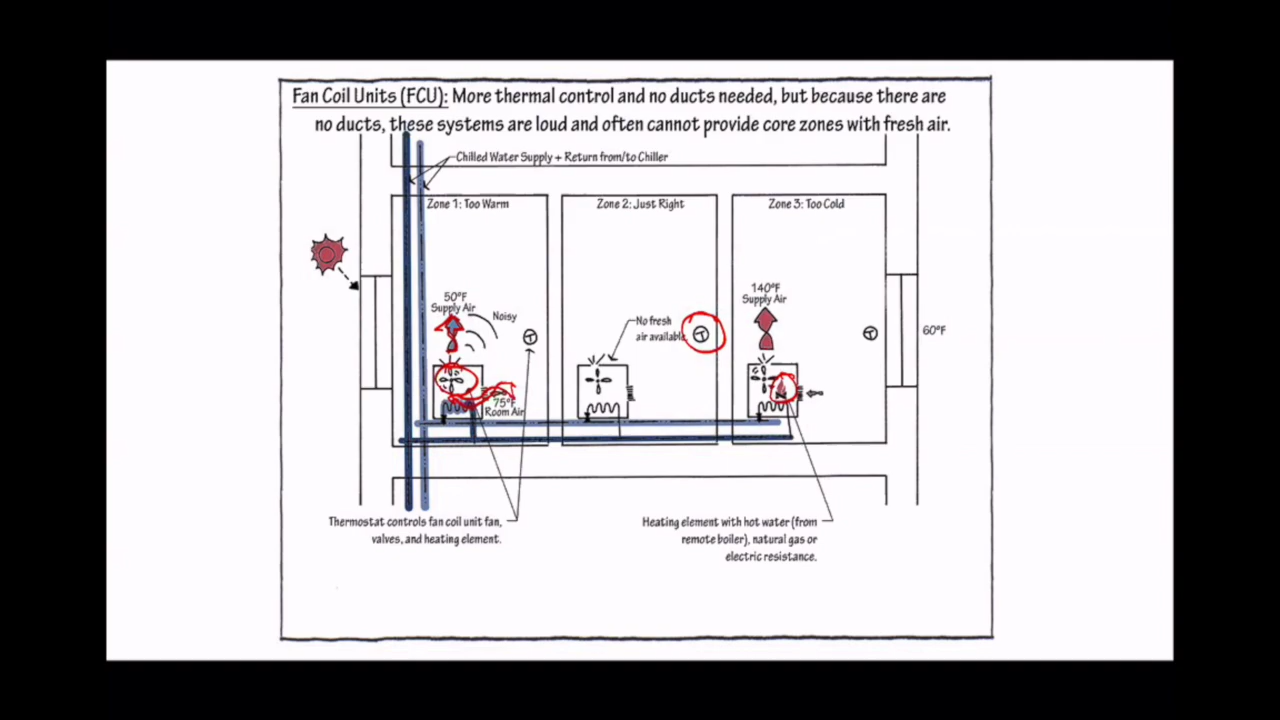 Fan Coil Units (FCU): More thermal control and no ducts needed, but because there are
no ducts, these systems are loud and often cannot provide core zones with fresh air.
Chilled Water Supply + Return from/to Chiller
Zone 1: Too Warm
Zone 2: Just Right
Zone 3: Too Cold
50°F
Supply Air
Noisy
T
No fresh
air available
T
140°F
Supply Air
T
60°F
75°F
Room Air
Thermostat controls fan coil unit fan,
valves, and heating element.
Heating element with hot water (from
remote boiler), natural gas or
electric resistance.